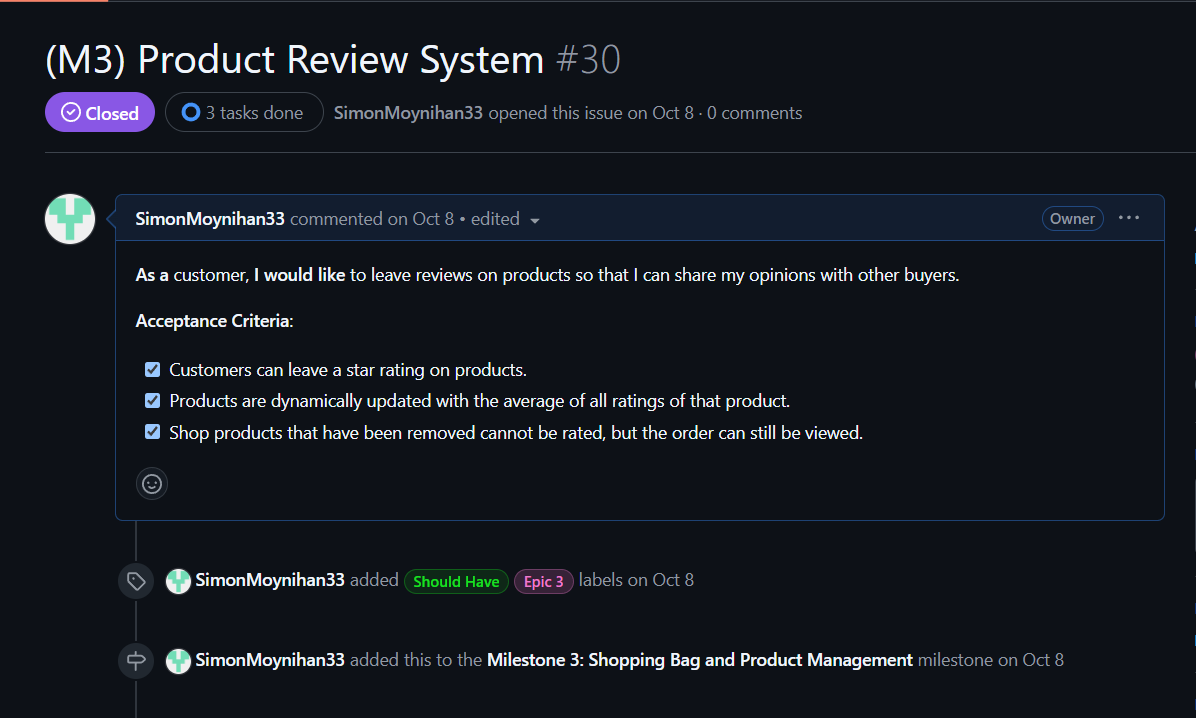 (M3) Product Review System #30
Closed 3 tasks done SimonMoynihan33 opened this issue on Oct 8 · 0 comments
SimonMoynihan33 commented on Oct 8 • edited Owner
As a customer, I would like to leave reviews on products so that I can share my opinions with other buyers.
Acceptance Criteria:
Customers can leave a star rating on products.
Products are dynamically updated with the average of all ratings of that product.
Shop products that have been removed cannot be rated, but the order can still be viewed.
SimonMoynihan33 added Should Have Epic 3 labels on Oct 8
SimonMoynihan33 added this to the Milestone 3: Shopping Bag and Product Management milestone on Oct 8